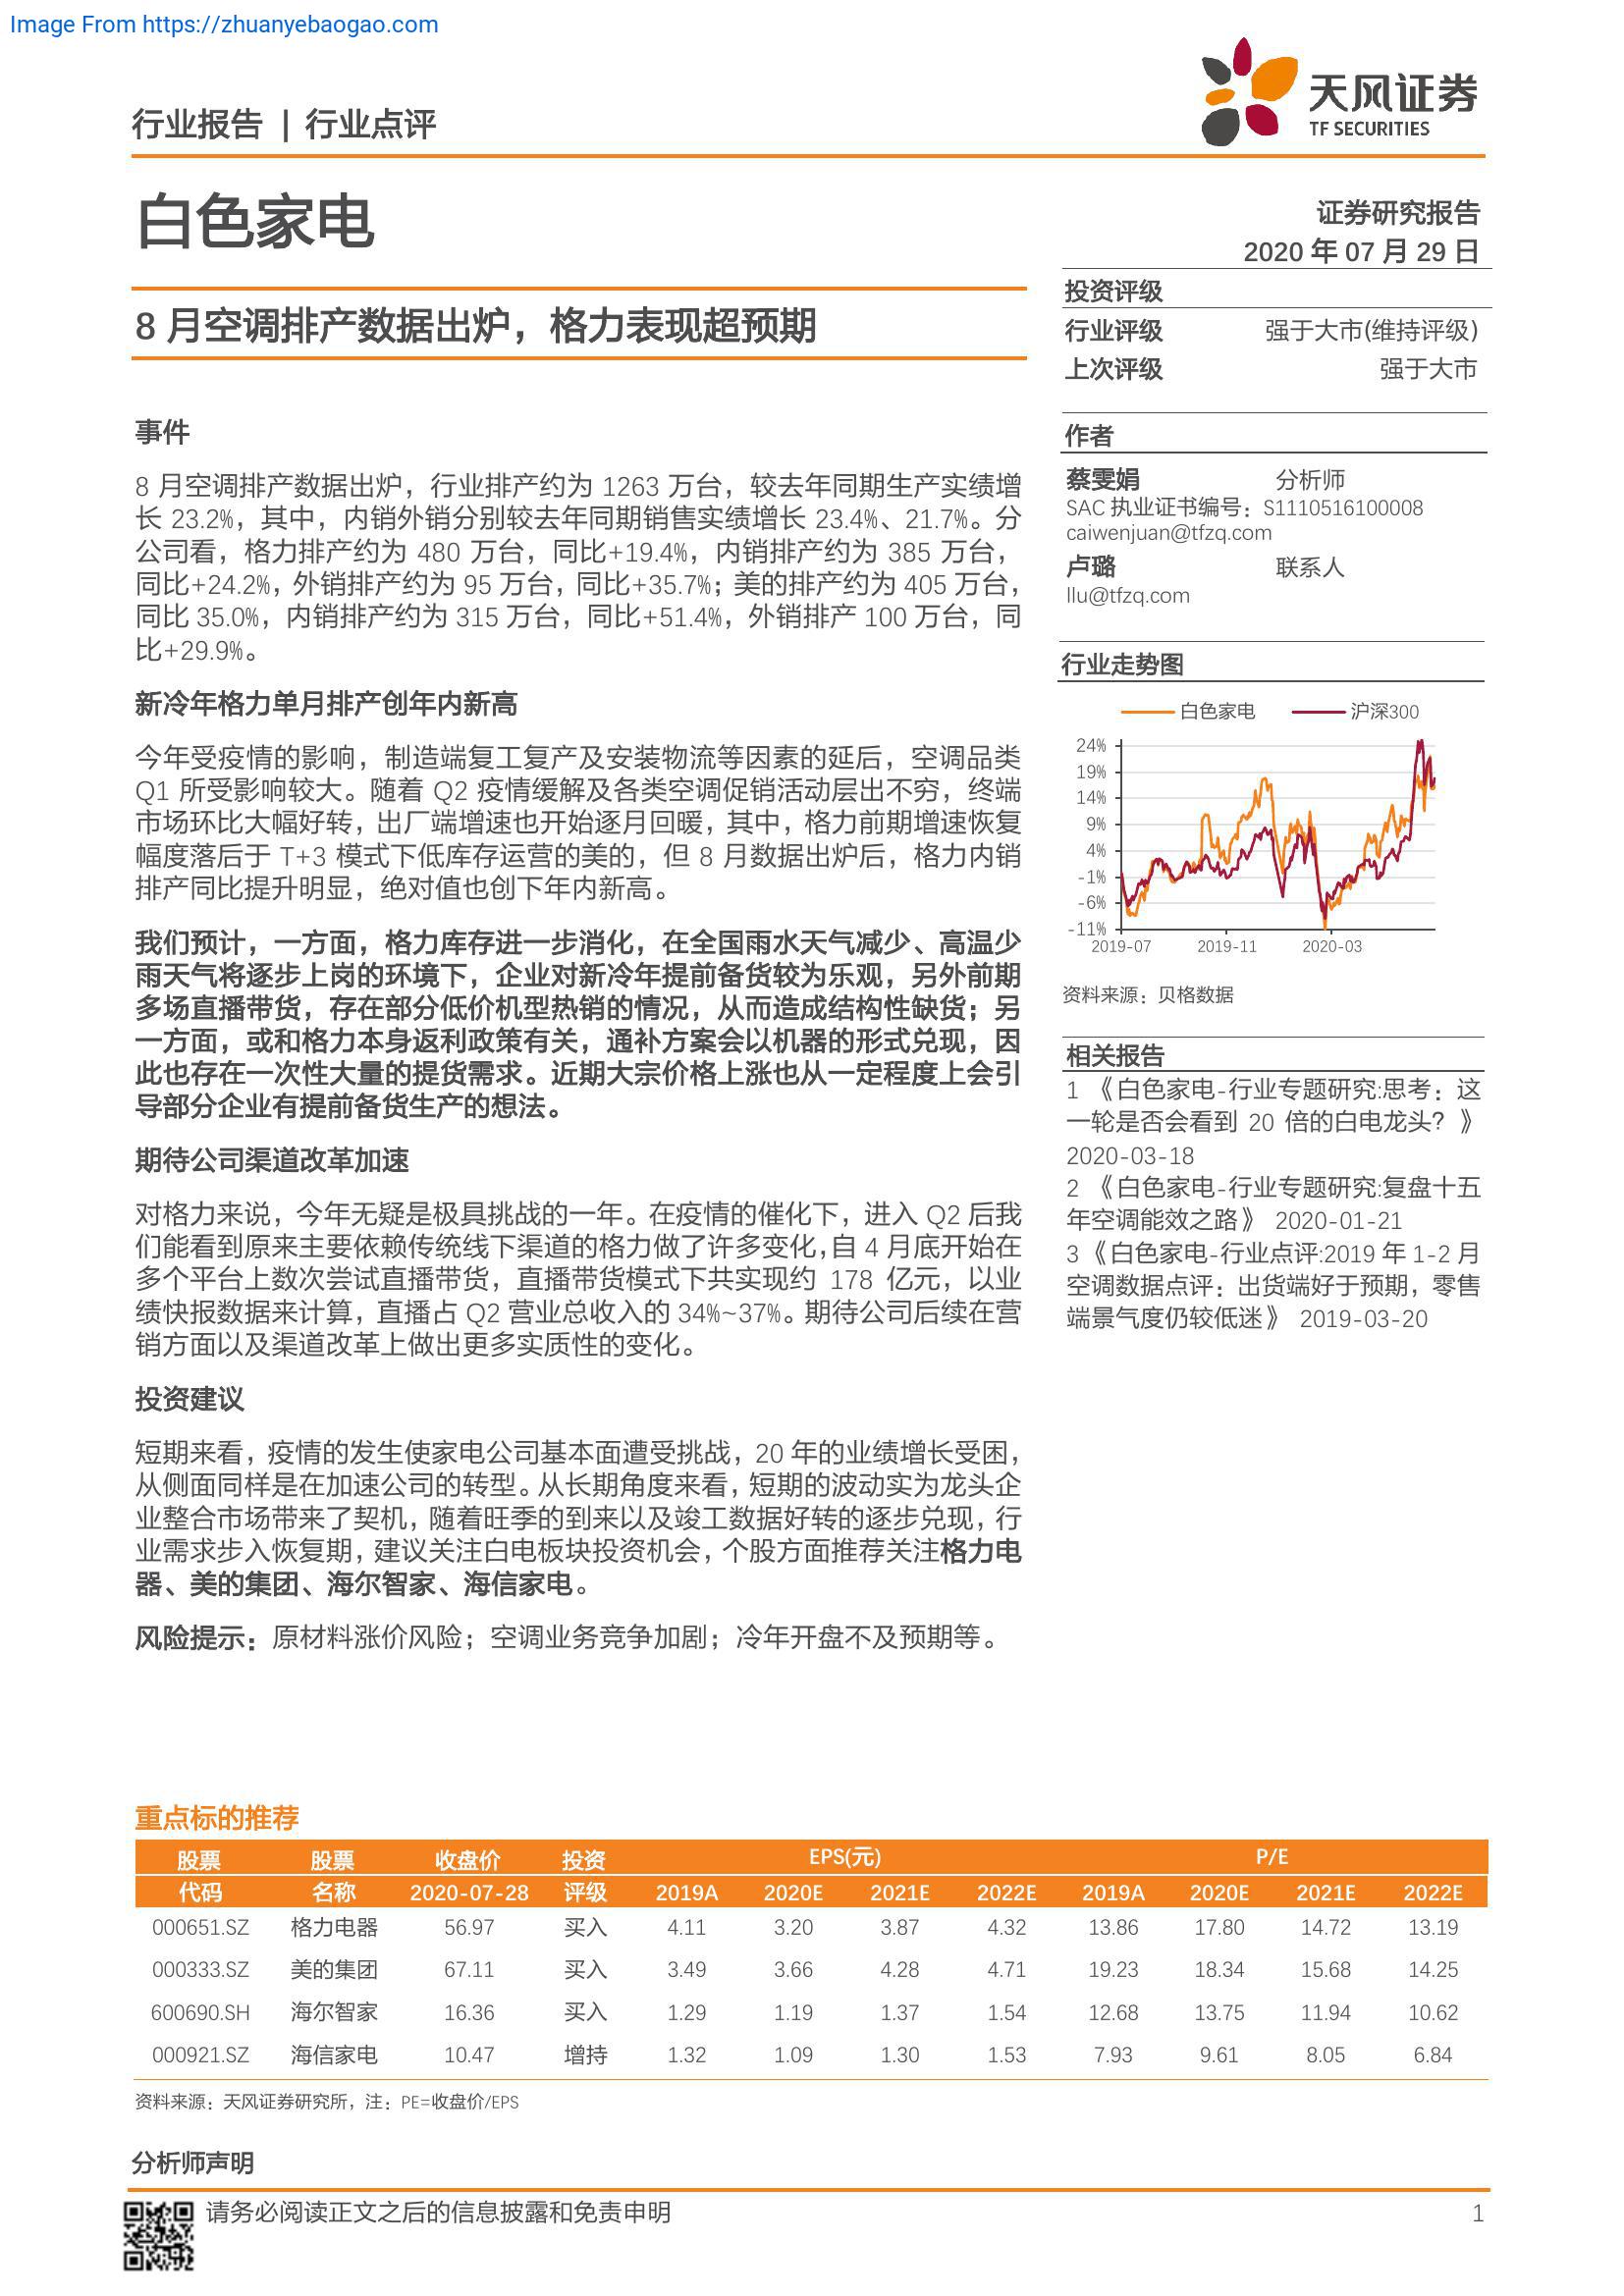 Image From https://zhuanyebaogao.com
行业报告 | 行业点评
天风证券
TF SECURITIES
白色家电
证券研究报告
2020 年 07 月 29 日
8 月空调排产数据出炉，格力表现超预期
投资评级
行业评级 强于大市(维持评级)
上次评级 强于大市
作者
蔡雯娟 分析师
SAC 执业证书编号：S1110516100008
caiwenjuan@tfzq.com
卢璐 联系人
llu@tfzq.com
行业走势图
白色家电 沪深300
24%
19%
14%
9%
4%
-1%
-6%
-11%
2019-07 2019-11 2020-03
资料来源：贝格数据
相关报告
1 《白色家电-行业专题研究:思考：这
一轮是否会看到 20 倍的白电龙头？》
2020-03-18
2 《白色家电-行业专题研究:复盘十五
年空调能效之路》 2020-01-21
3 《白色家电-行业点评:2019 年 1-2 月
空调数据点评：出货端好于预期，零售
端景气度仍较低迷》 2019-03-20
事件
8 月空调排产数据出炉，行业排产约为 1263 万台，较去年同期生产实绩增
长 23.2%，其中，内销外销分别较去年同期销售实绩增长 23.4%、21.7%。分
公司看，格力排产约为 480 万台，同比+19.4%，内销排产约为 385 万台，
同比+24.2%，外销排产约为 95 万台，同比+35.7%；美的排产约为 405 万台，
同比 35.0%，内销排产约为 315 万台，同比+51.4%，外销排产 100 万台，同
比+29.9%。
新冷年格力单月排产创年内新高
今年受疫情的影响，制造端复工复产及安装物流等因素的延后，空调品类
Q1 所受影响较大。随着 Q2 疫情缓解及各类空调促销活动层出不穷，终端
市场环比大幅好转，出厂端增速也开始逐月回暖，其中，格力前期增速恢复
幅度落后于 T+3 模式下低库存运营的美的，但 8 月数据出炉后，格力内销
排产同比提升明显，绝对值也创下年内新高。
我们预计，一方面，格力库存进一步消化，在全国雨水天气减少、高温少
雨天气将逐步上岗的环境下，企业对新冷年提前备货较为乐观，另外前期
多场直播带货，存在部分低价机型热销的情况，从而造成结构性缺货；另
一方面，或和格力本身返利政策有关，通补方案会以机器的形式兑现，因
此也存在一次性大量的提货需求。近期大宗价格上涨也从一定程度上会引
导部分企业有提前备货生产的想法。
期待公司渠道改革加速
对格力来说，今年无疑是极具挑战的一年。在疫情的催化下，进入 Q2 后我
们能看到原来主要依赖传统线下渠道的格力做了许多变化，自 4 月底开始在
多个平台上数次尝试直播带货，直播带货模式下共实现约 178 亿元，以业
绩快报数据来计算，直播占 Q2 营业总收入的 34%~37%。期待公司后续在营
销方面以及渠道改革上做出更多实质性的变化。
投资建议
短期来看，疫情的发生使家电公司基本面遭受挑战，20 年的业绩增长受困，
从侧面同样是在加速公司的转型。从长期角度来看，短期的波动实为龙头企
业整合市场带来了契机，随着旺季的到来以及竣工数据好转的逐步兑现，行
业需求步入恢复期，建议关注白电板块投资机会，个股方面推荐关注格力电
器、美的集团、海尔智家、海信家电。
风险提示：原材料涨价风险；空调业务竞争加剧；冷年开盘不及预期等。
重点标的推荐
股票 股票 收盘价 投资 EPS(元) P/E
代码 名称 2020-07-28 评级 2019A 2020E 2021E 2022E 2019A 2020E 2021E 2022E
000651.SZ 格力电器 56.97 买入 4.11 3.20 3.87 4.32 13.86 17.80 14.72 13.19
000333.SZ 美的集团 67.11 买入 3.49 3.66 4.28 4.71 19.23 18.34 15.68 14.25
600690.SH 海尔智家 16.36 买入 1.29 1.19 1.37 1.54 12.68 13.75 11.94 10.62
000921.SZ 海信家电 10.47 增持 1.32 1.09 1.30 1.53 7.93 9.61 8.05 6.84
资料来源：天风证券研究所，注：PE=收盘价/EPS
分析师声明
请务必阅读正文之后的信息披露和免责申明 1